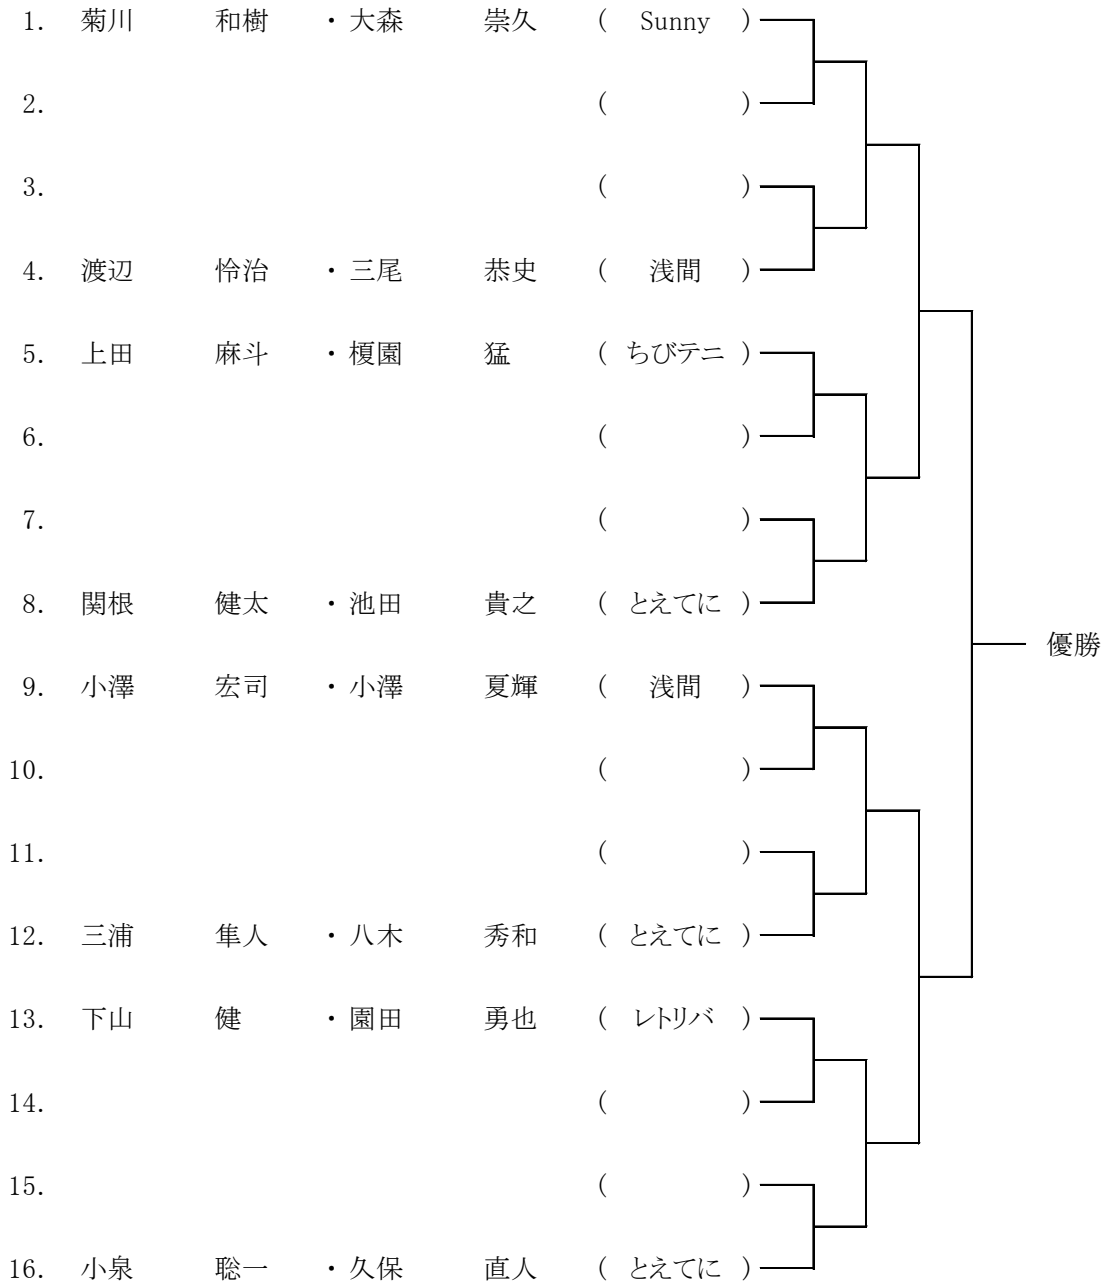 1. 菊川 和樹 ・ 大森 崇久 ( Sunny )
2. ( )
3. ( )
4. 渡辺 怜治 ・ 三尾 恭史 ( 浅間 )
5. 上田 麻斗 ・ 榎園 猛 ( ちびテニ )
6. ( )
7. ( )
8. 関根 健太 ・ 池田 貴之 ( とえてに )
優勝
9. 小澤 宏司 ・ 小澤 夏輝 ( 浅間 )
10. ( )
11. ( )
12. 三浦 隼人 ・ 八木 秀和 ( とえてに )
13. 下山 健 ・ 園田 勇也 ( レトリバ )
14. ( )
15. ( )
16. 小泉 聡一 ・ 久保 直人 ( とえてに )